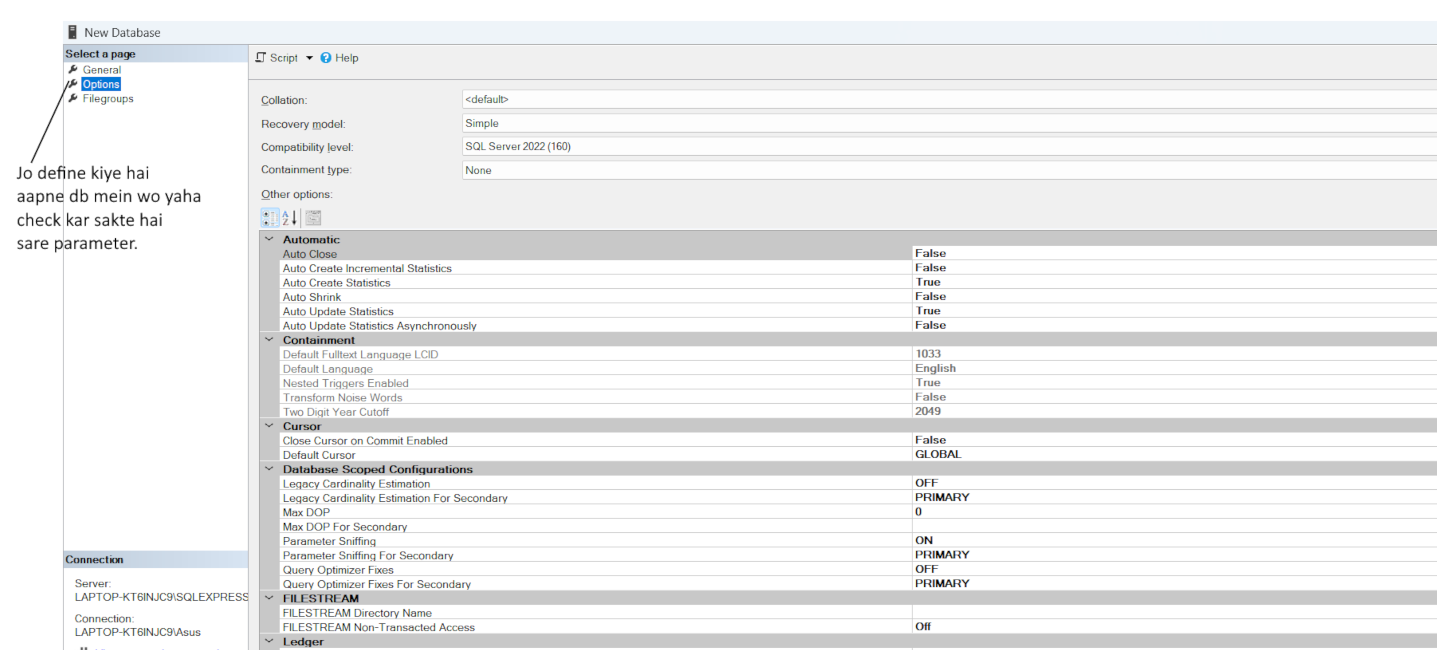 New Database
Select a page
General
Options
Filegroups
Jo define kiye hai
aapne db mein wo yaha
check kar sakte hai
sare parameter.
Connection
Server:
LAPTOP-KT6INJC9\SQLEXPRESS
Connection:
LAPTOP-KT6INJC9\Asus
Script Help
Collation: <default>
Recovery model: Simple
Compatibility level: SQL Server 2022 (160)
Containment type: None
Other options:
Automatic
Auto Close False
Auto Create Incremental Statistics False
Auto Create Statistics True
Auto Shrink False
Auto Update Statistics True
Auto Update Statistics Asynchronously False
Containment
Default Fulltext Language LCID 1033
Default Language English
Nested Triggers Enabled True
Transform Noise Words False
Two Digit Year Cutoff 2049
Cursor
Close Cursor on Commit Enabled False
Default Cursor GLOBAL
Database Scoped Configurations
Legacy Cardinality Estimation OFF
Legacy Cardinality Estimation For Secondary PRIMARY
Max DOP 0
Max DOP For Secondary
Parameter Sniffing ON
Parameter Sniffing For Secondary PRIMARY
Query Optimizer Fixes OFF
Query Optimizer Fixes For Secondary PRIMARY
FILESTREAM
FILESTREAM Directory Name
FILESTREAM Non-Transacted Access Off
Ledger